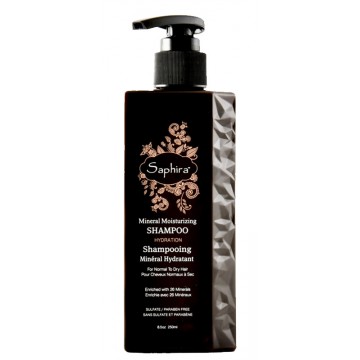 Saphira
Mineral Moisturizing
SHAMPOO
HYDRATION
Shampooing
Minéral Hydratant
For Normal To Dry Hair
Pour Cheveux Normaux à Sec
Enriched with 26 Minerals
Enrichie avec 26 Minéraux
SULFATE / PARABEN FREE
SANS SULFATE ET PARABÈNE
250ml